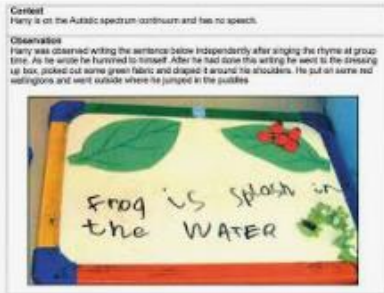 Context
Harry is on the Autistic spectrum continuum and has no speech.
Observation
Harry was observed writing the sentence below independently after singing the rhyme at group
time. As he wrote he hummed to himself. After he had done this writing he went to the dressing
up box, picked out some green fabric and draped it around his shoulders. He put on some red
wellingtons and went outside where he jumped in the puddles
Frog is splash in
the WATER